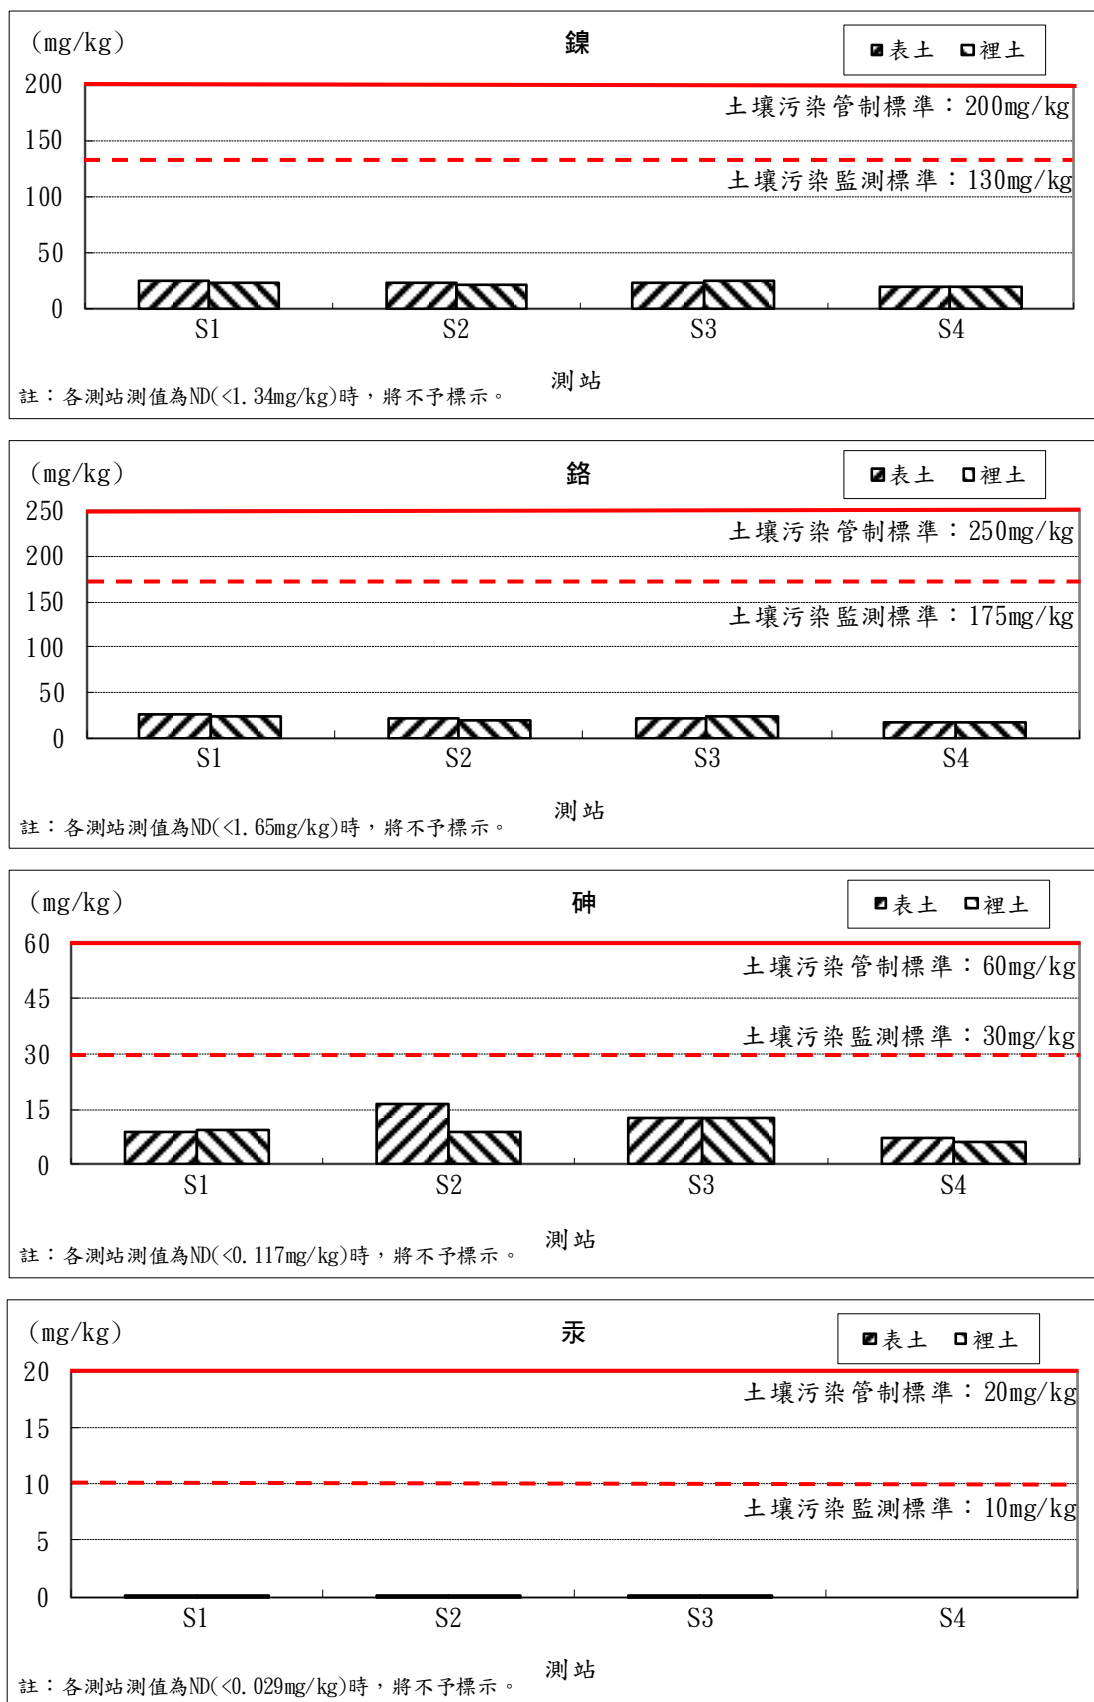 (mg/kg)
鎳
表土 裡土
200
土壤污染管制標準：200mg/kg
150
土壤污染監測標準：130mg/kg
100
50
0
S1 S2 S3 S4
測站
註：各測站測值為ND(<1.34mg/kg)時，將不予標示。
(mg/kg)
鉻
表土 裡土
250
土壤污染管制標準：250mg/kg
200
150
土壤污染監測標準：175mg/kg
100
50
0
S1 S2 S3 S4
測站
註：各測站測值為ND(<1.65mg/kg)時，將不予標示。
(mg/kg)
砷
表土 裡土
60
土壤污染管制標準：60mg/kg
45
土壤污染監測標準：30mg/kg
30
15
0
S1 S2 S3 S4
測站
註：各測站測值為ND(<0.117mg/kg)時，將不予標示。
(mg/kg)
汞
表土 裡土
20
土壤污染管制標準：20mg/kg
15
10
土壤污染監測標準：10mg/kg
5
0
S1 S2 S3 S4
測站
註：各測站測值為ND(<0.029mg/kg)時，將不予標示。